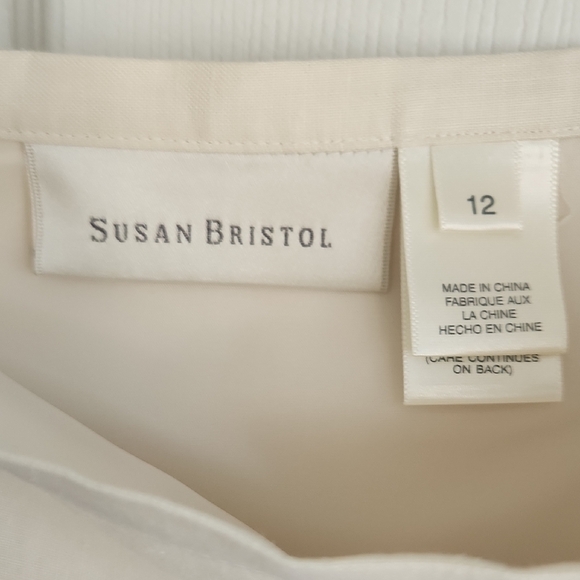 SUSAN BRISTOL
12
MADE IN CHINA
FABRIQUE AUX
LA CHINE
HECHO EN CHINE
(CARE CONTINUES
ON BACK)